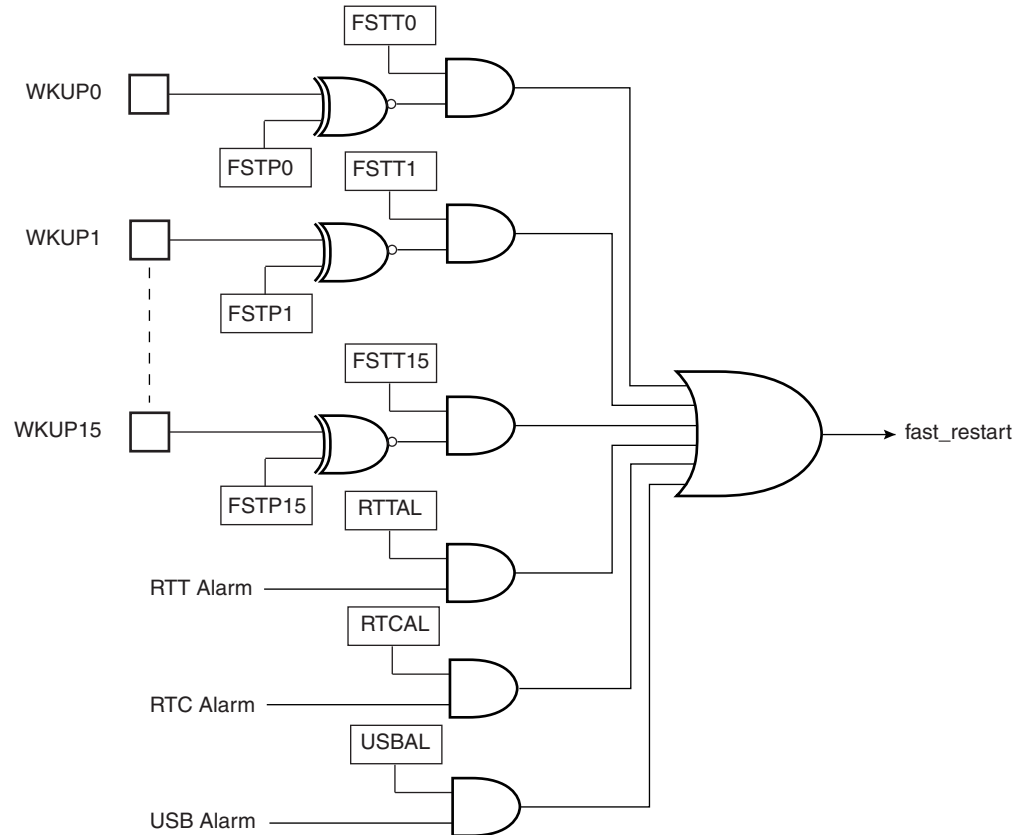 FSTT0
WKUP0
FSTP0
FSTT1
WKUP1
FSTP1
FSTT15
WKUP15
fast_restart
FSTP15
RTTAL
RTT Alarm
RTCAL
RTC Alarm
USBAL
USB Alarm